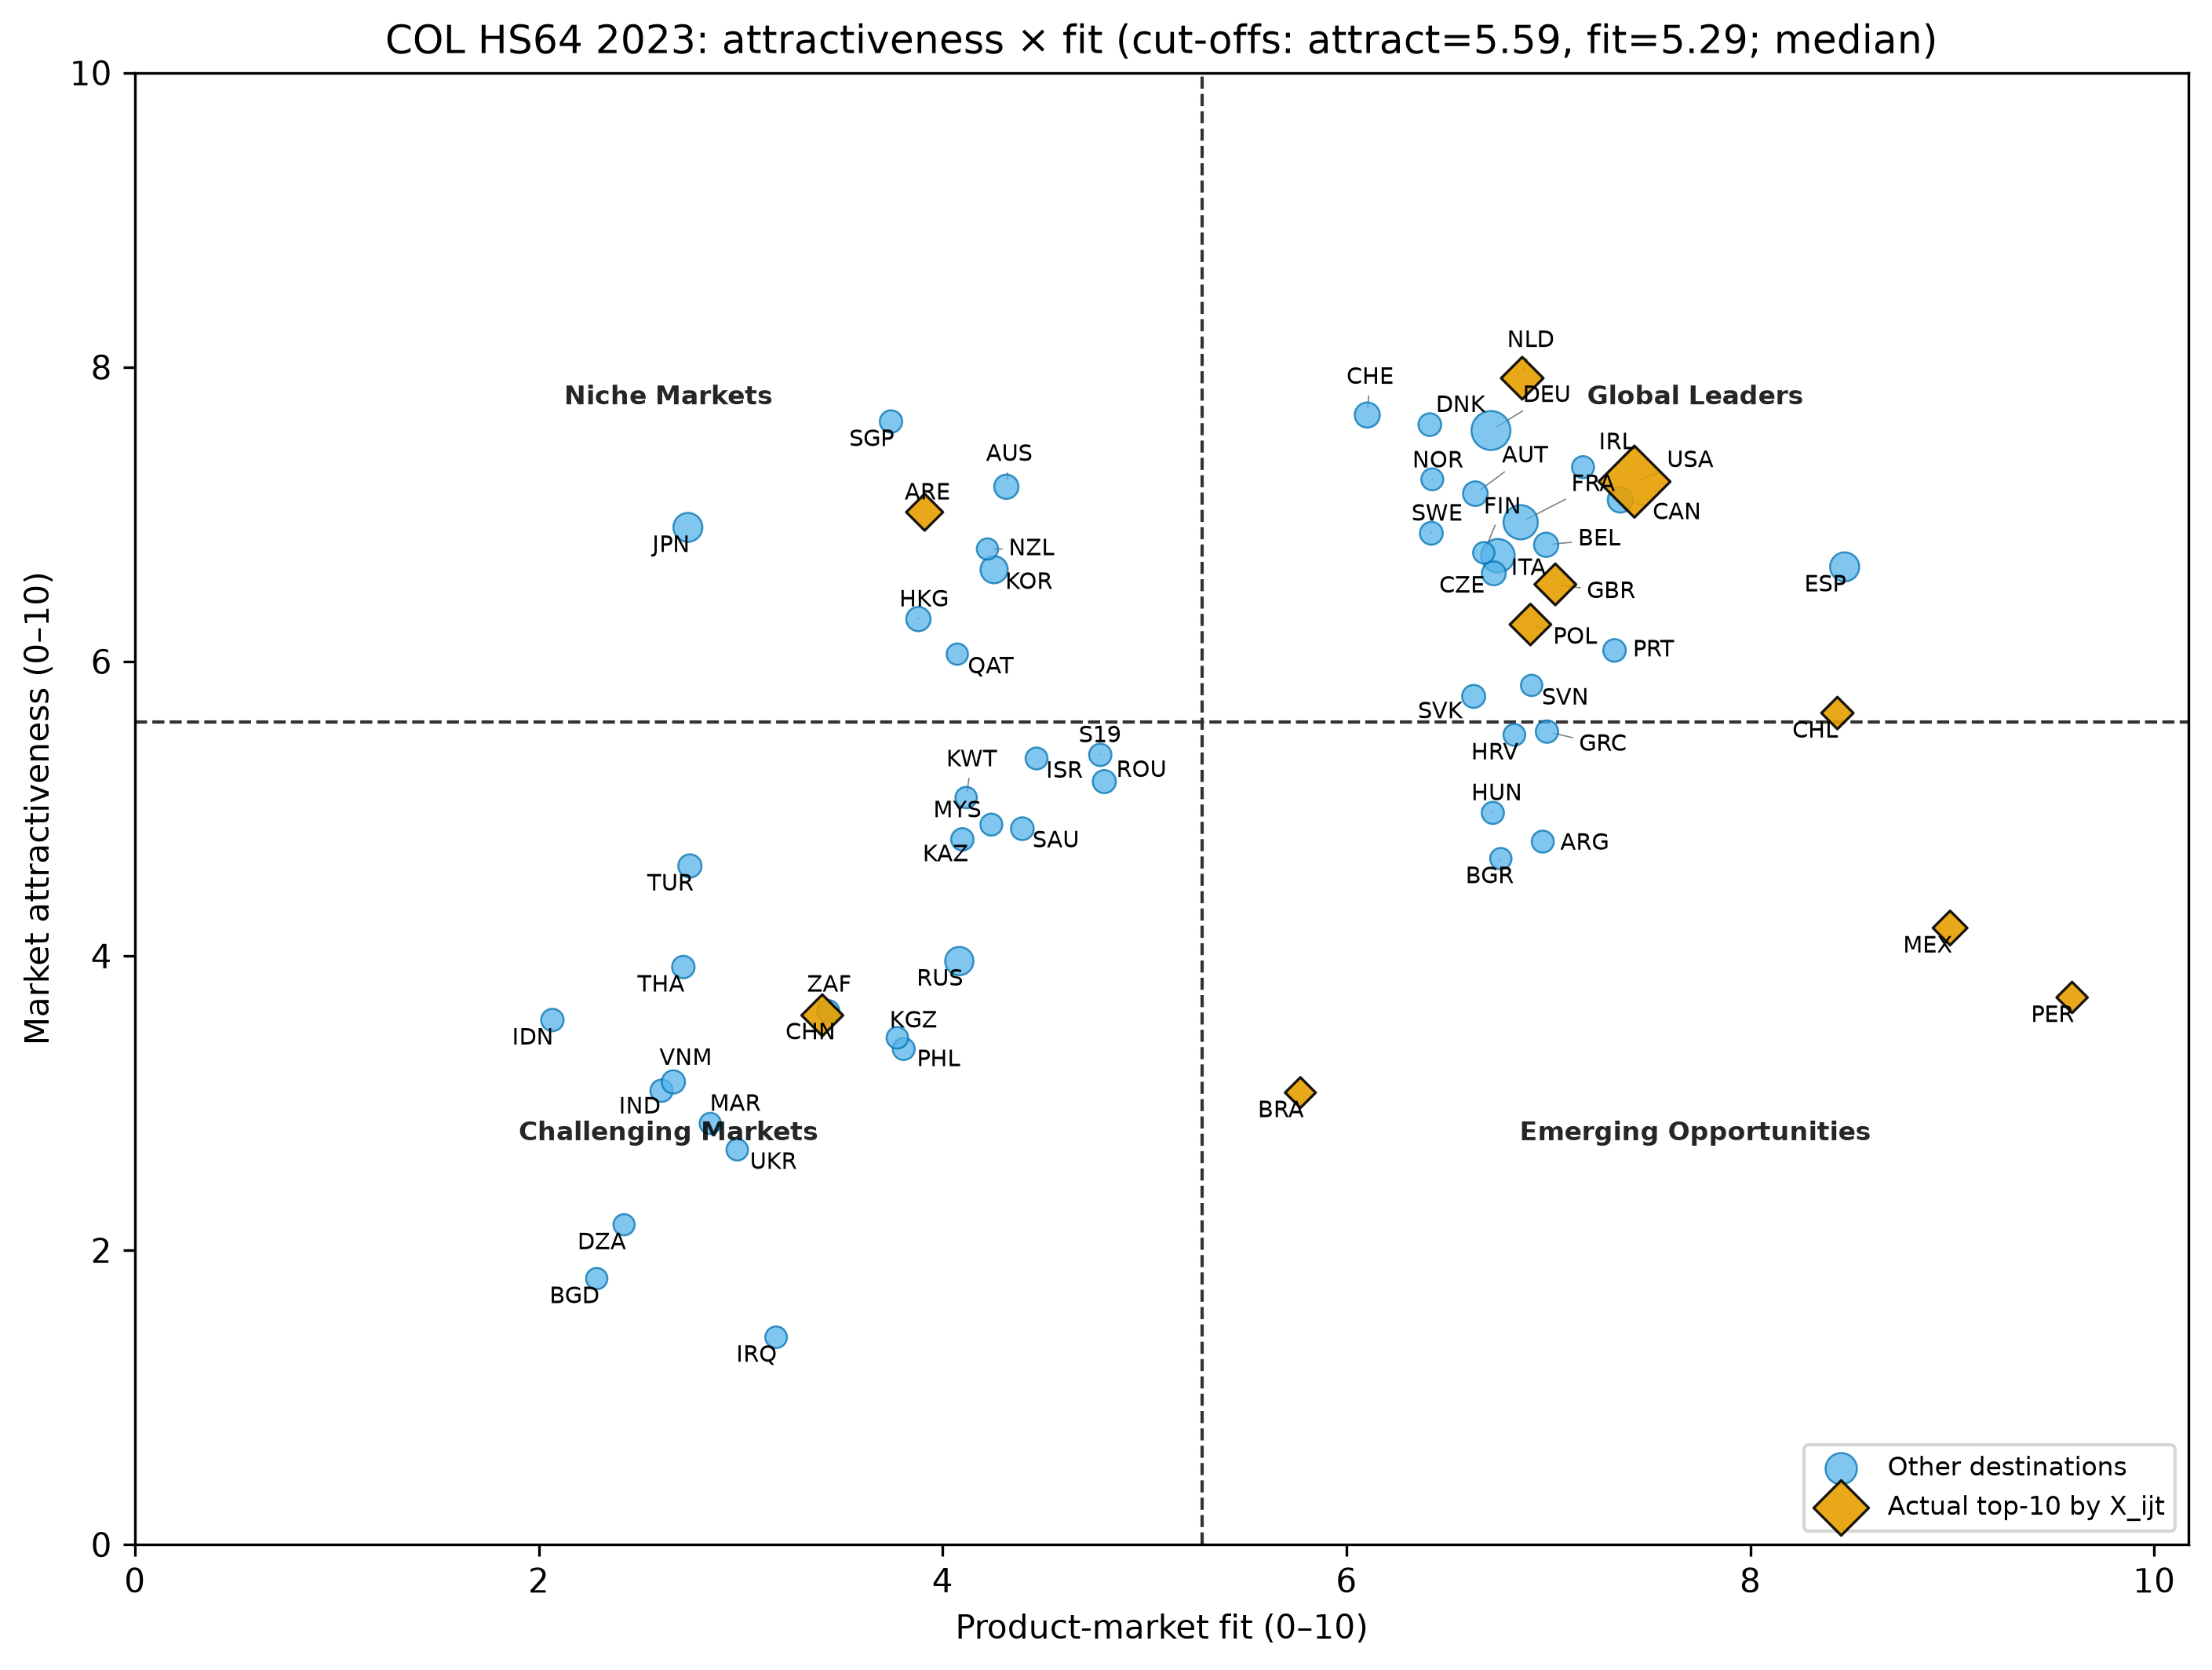 COL HS64 2023: attractiveness × fit (cut-offs: attract=5.59, fit=5.29; median)
10
8
6
4
2
0
Market attractiveness (0–10)
0 2 4 6 8 10
Product-market fit (0–10)
Niche Markets
Global Leaders
Challenging Markets
Emerging Opportunities
NLD
CHE
DEU
DNK
SGP
IRL
AUS
AUT
NOR
USA
ARE
FRA
FIN
SWE
CAN
JPN
NZL
BEL
KOR
ITA
CZE
GBR
ESP
HKG
POL
PRT
QAT
SVN
SVK
CHL
S19
GRC
HRV
KWT
ISR
ROU
MYS
HUN
KAZ
SAU
ARG
TUR
BGR
MEX
THA
RUS
ZAF
CHN
KGZ
PER
IDN
VNM
PHL
IND
MAR
BRA
UKR
DZA
BGD
IRQ
Other destinations
Actual top-10 by X_ijt